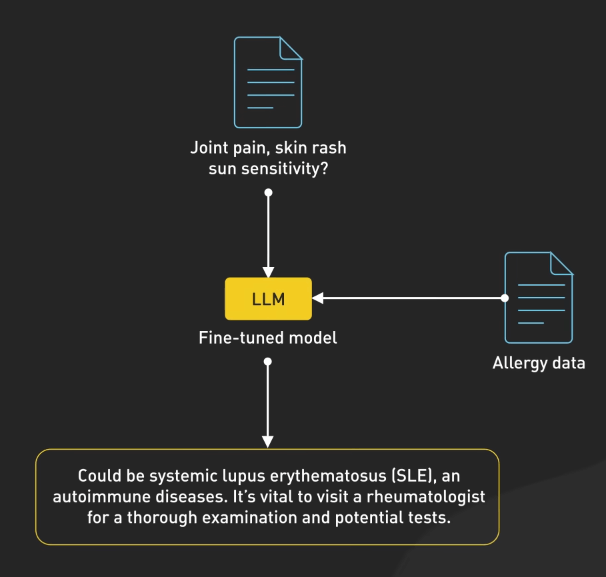 Joint pain, skin rash
sun sensitivity?
LLM
Fine-tuned model
Allergy data
Could be systemic lupus erythematosus (SLE), an
autoimmune diseases. It's vital to visit a rheumatologist
for a thorough examination and potential tests.